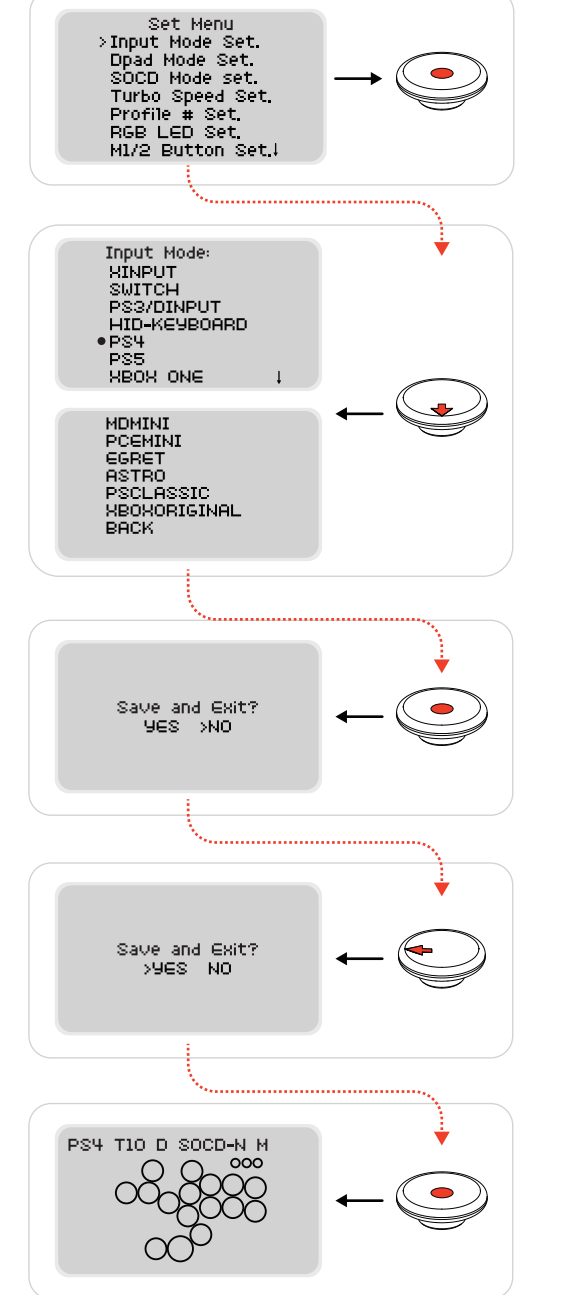 Set Menu
>Input Mode Set.
Dpad Mode Set.
SOCD Mode set.
Turbo Speed Set.
Profile # Set.
RGB LED Set.
M1/2 Button Set.↓
Input Mode:
XINPUT
SWITCH
PS3/DINPUT
HID-KEYBOARD
●PS4
PS5
XBOX ONE ↓
MDMINI
PCEMINI
EGRET
ASTRO
PSCLASSIC
XBOXORIGINAL
BACK
Save and Exit?
YES >NO
Save and Exit?
>YES NO
PS4 T10 D SOCD-N M